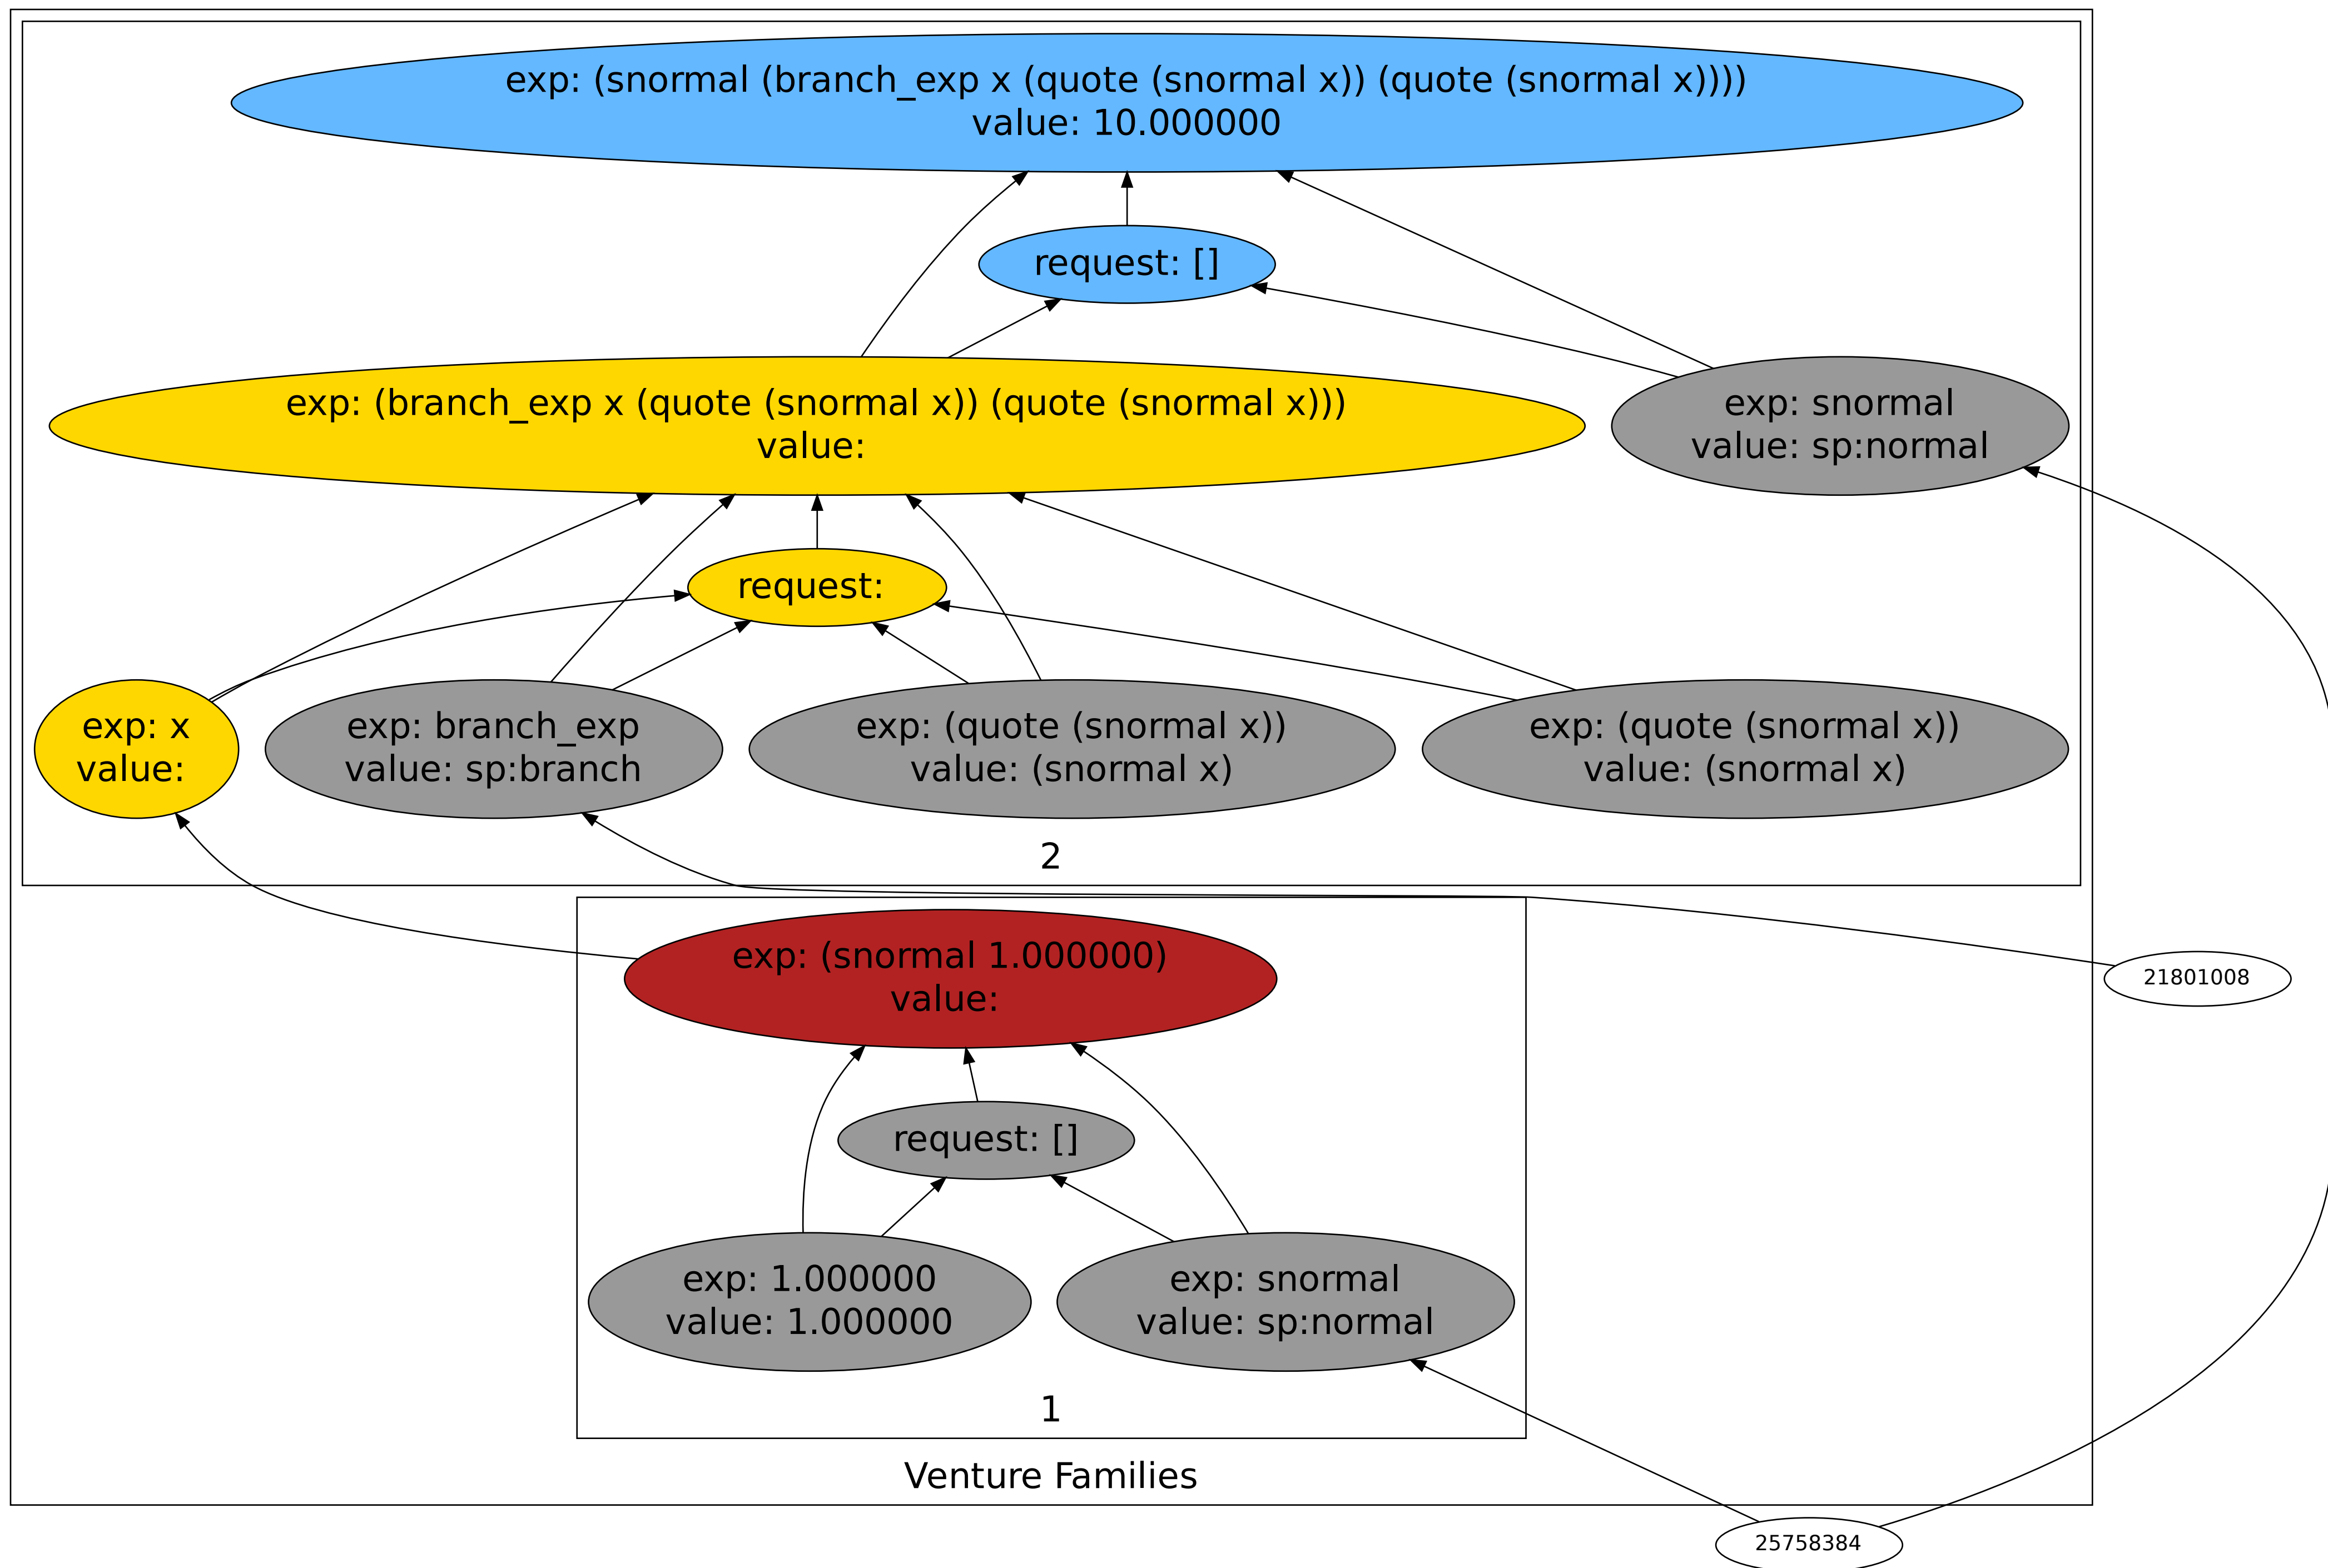 exp: (snormal (branch_exp x (quote (snormal x)) (quote (snormal x))))
value: 10.000000
request: []
exp: (branch_exp x (quote (snormal x)) (quote (snormal x)))
value:
exp: snormal
value: sp:normal
request:
exp: x
value:
exp: branch_exp
value: sp:branch
exp: (quote (snormal x))
value: (snormal x)
exp: (quote (snormal x))
value: (snormal x)
2
exp: (snormal 1.000000)
value:
21801008
request: []
exp: 1.000000
value: 1.000000
exp: snormal
value: sp:normal
1
Venture Families
25758384